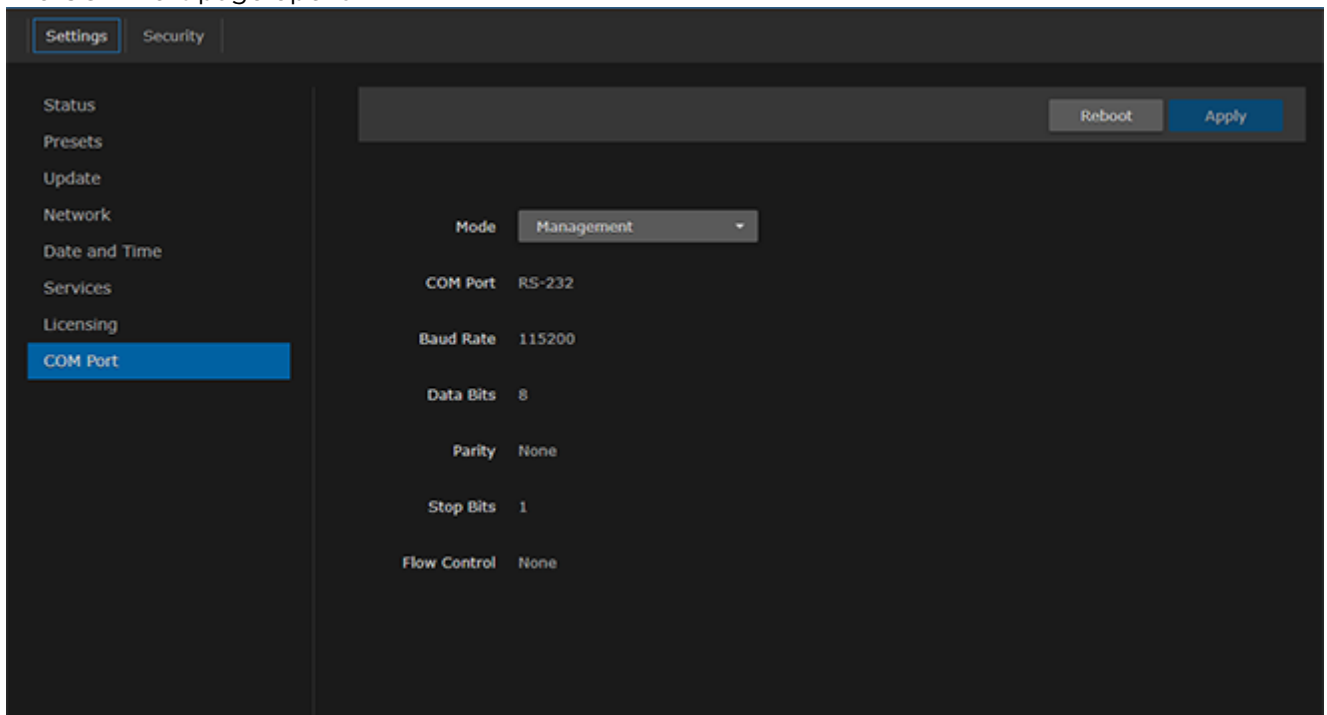 Settings Security
Status
Reboot Apply
Presets
Update
Network
Date and Time
Services
Licensing
COM Port
Mode Management
COM Port RS-232
Baud Rate 115200
Data Bits 8
Parity None
Stop Bits 1
Flow Control None